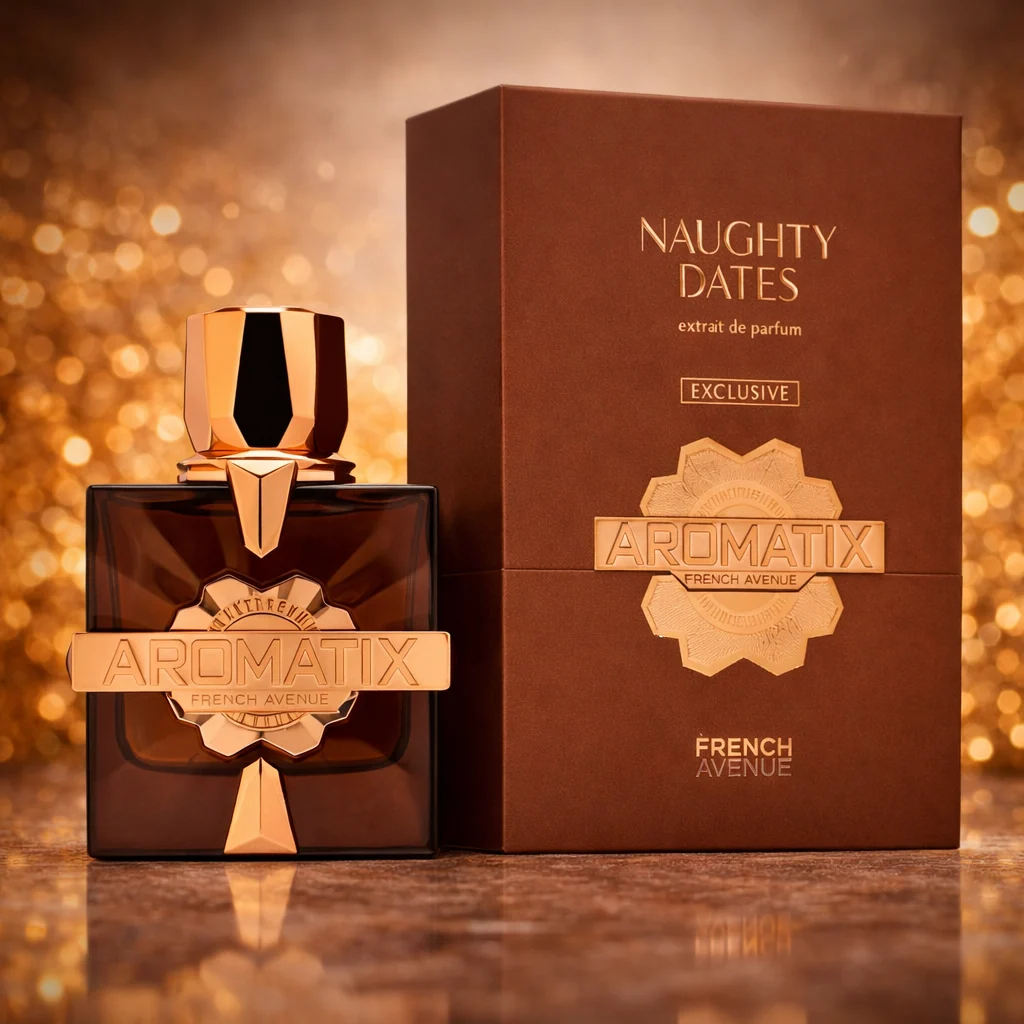 NAUGHTY
DATES
extrait de parfum
EXCLUSIVE
AROMATIX
FRENCH AVENUE
FRENCH
AVENUE
AROMATIX
FRENCH AVENUE